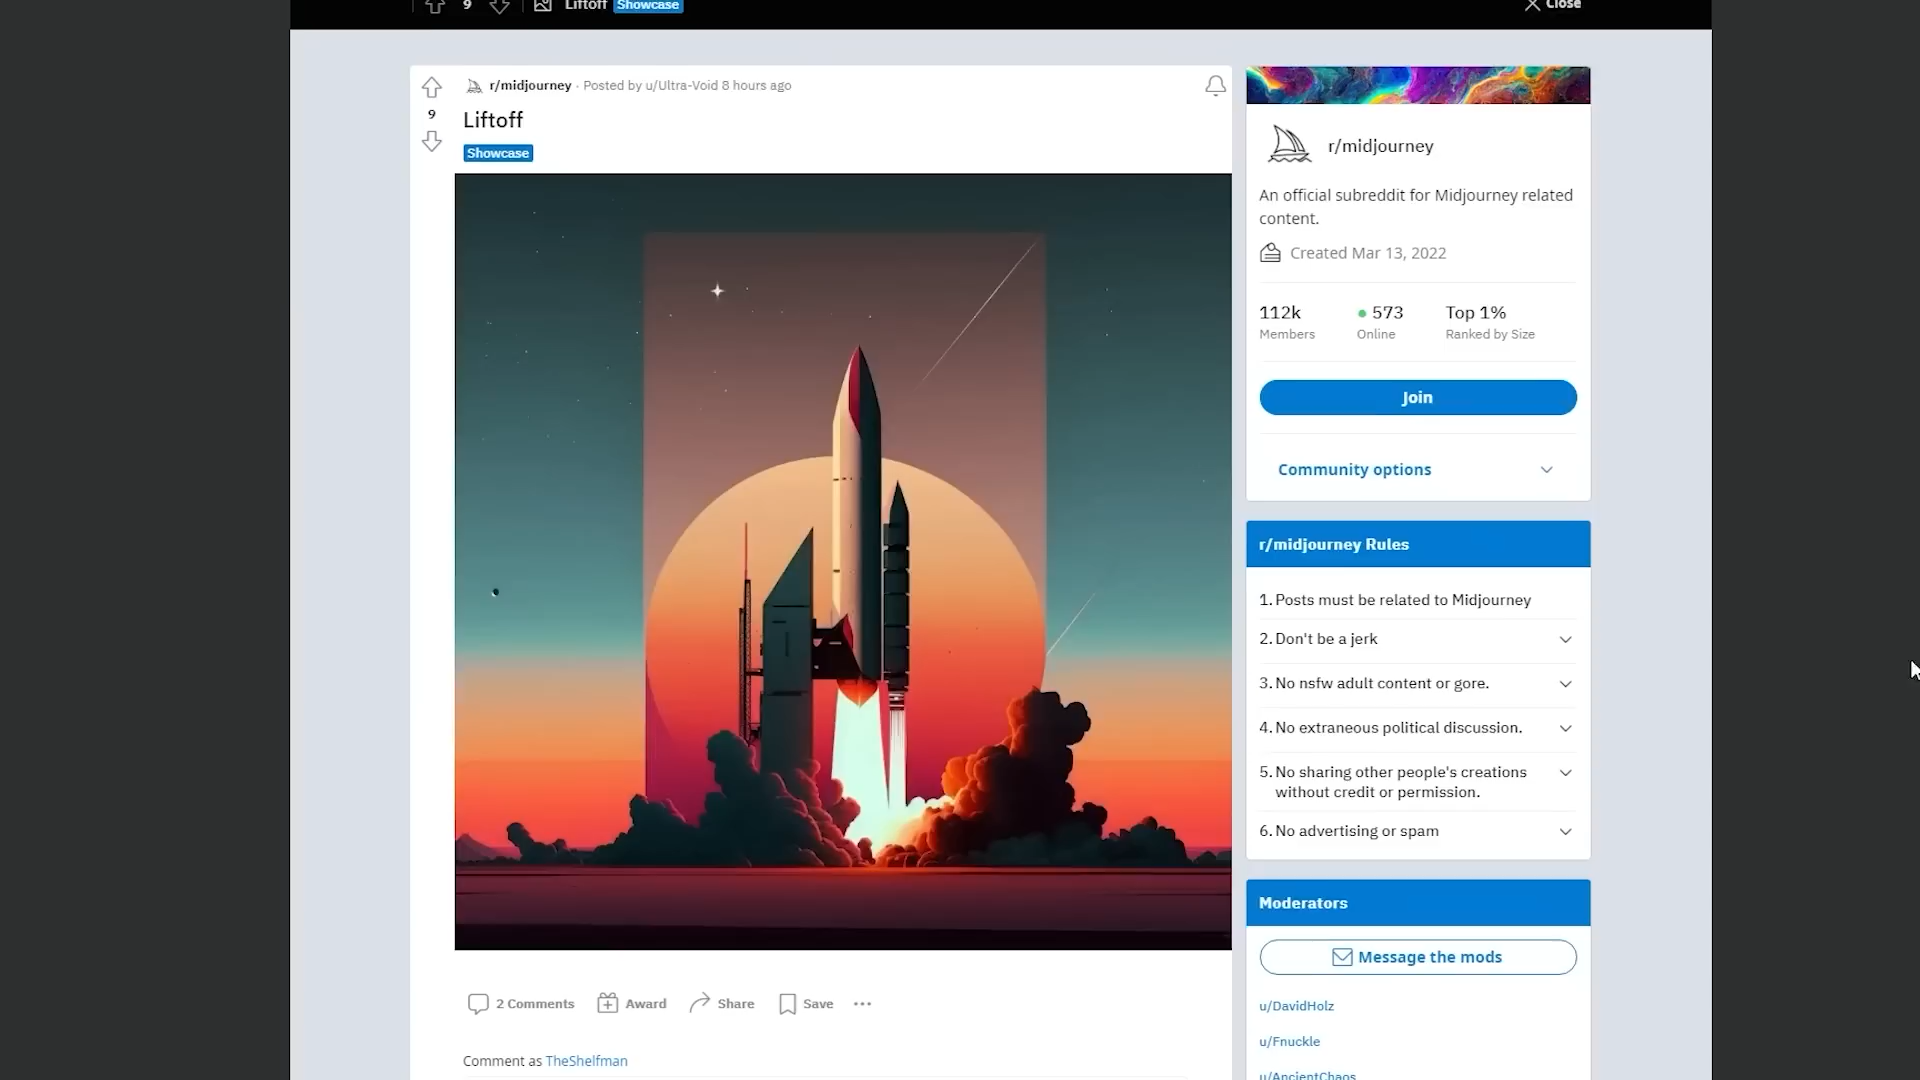 9 Liftoff Showcase Close
r/midjourney · Posted by u/Ultra-Void 8 hours ago
9
Liftoff
Showcase
2 Comments Award Share Save
Comment as TheShelfman
r/midjourney
An official subreddit for Midjourney related
content.
Created Mar 13, 2022
112k 573 Top 1%
Members Online Ranked by Size
Join
Community options
r/midjourney Rules
1. Posts must be related to Midjourney
2. Don't be a jerk
3. No nsfw adult content or gore.
4. No extraneous political discussion.
5. No sharing other people's creations
without credit or permission.
6. No advertising or spam
Moderators
Message the mods
u/DavidHolz
u/Fnuckle
u/AncientChaos